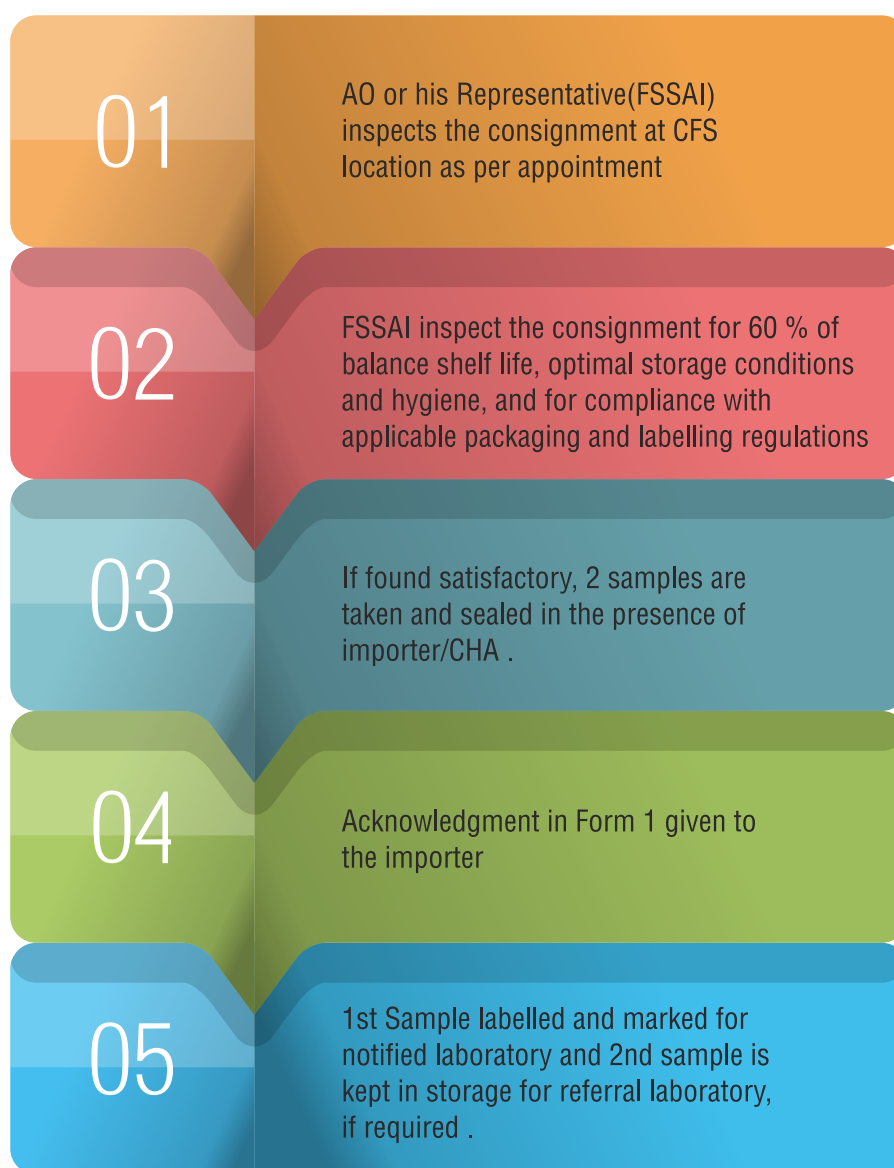 01
AO or his Representative(FSSAI)
inspects the consignment at CFS
location as per appointment
02
FSSAI inspect the consignment for 60 % of
balance shelf life, optimal storage conditions
and hygiene, and for compliance with
applicable packaging and labelling regulations
03
If found satisfactory, 2 samples are
taken and sealed in the presence of
importer/CHA .
04
Acknowledgment in Form 1 given to
the importer
05
1st Sample labelled and marked for
notified laboratory and 2nd sample is
kept in storage for referral laboratory,
if required .